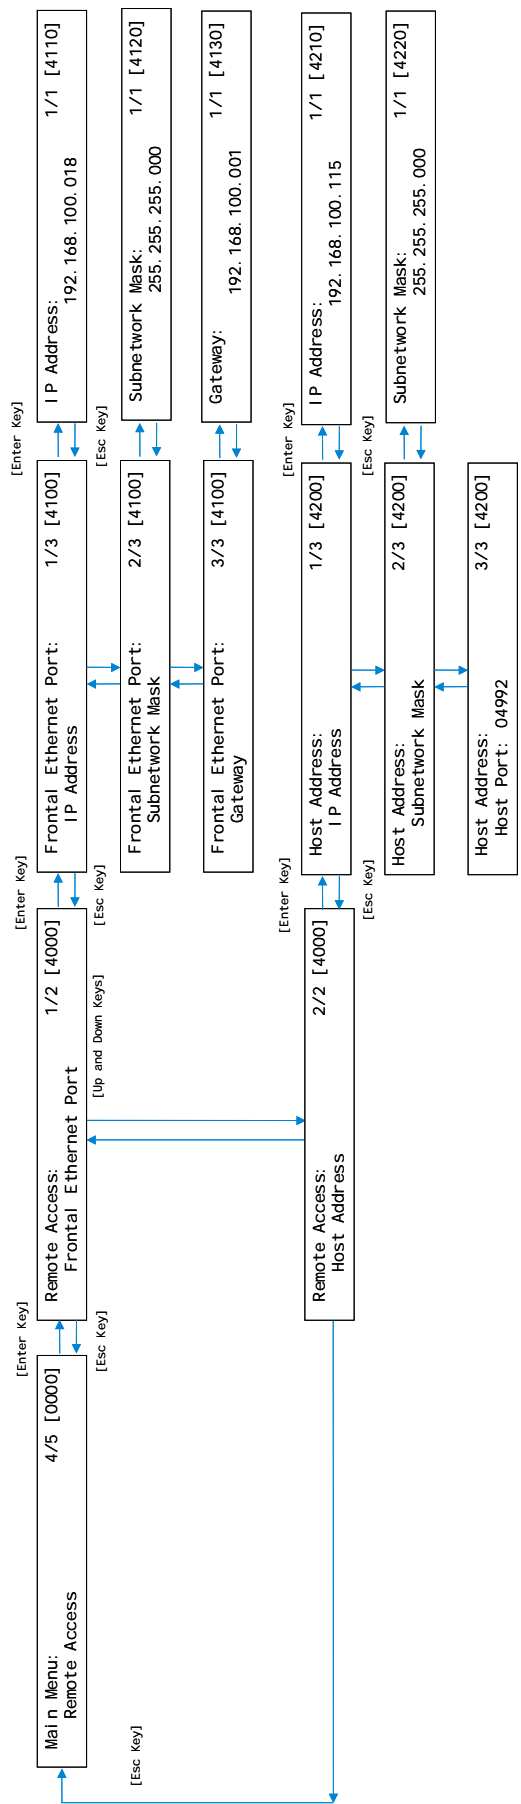 [Enter Key]
[Enter Key]
[Enter Key]
Main Menu: 4/5 [0000]
Remote Access
Remote Access: 1/2 [4000]
Frontal Ethernet Port
Frontal Ethernet Port: 1/3 [4100]
IP Address
IP Address: 1/1 [4110]
192.168.100.018
[Esc Key]
[Up and Down Keys]
[Esc Key]
[Esc Key]
Frontal Ethernet Port: 2/3 [4100]
Subnetwork Mask
Subnetwork Mask: 1/1 [4120]
255.255.255.000
[Esc Key]
Frontal Ethernet Port: 3/3 [4100]
Gateway
Gateway: 1/1 [4130]
192.168.100.001
[Enter Key]
[Enter Key]
Remote Access: 2/2 [4000]
Host Address
Host Address: 1/3 [4200]
IP Address
IP Address: 1/1 [4210]
192.168.100.115
[Esc Key]
[Esc Key]
Host Address: 2/3 [4200]
Subnetwork Mask
Subnetwork Mask: 1/1 [4220]
255.255.255.000
Host Address: 3/3 [4200]
Host Port: 04992